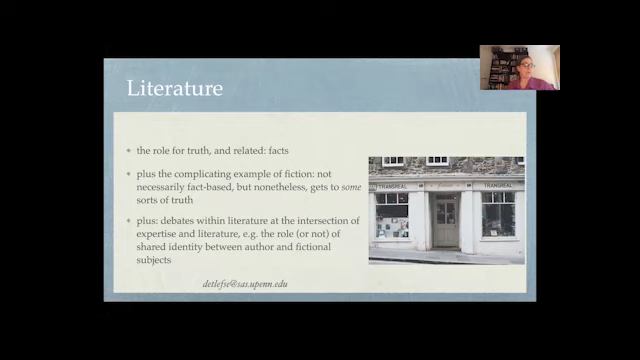 Literature
the role for truth, and related: facts
plus the complicating example of fiction: not
necessarily fact-based, but nonetheless, gets to some
sorts of truth
plus: debates within literature at the intersection of
expertise and literature, e.g. the role (or not) of
shared identity between author and fictional
subjects
TRANSREAL
TRANSREAL
detlefse@sas.upenn.edu